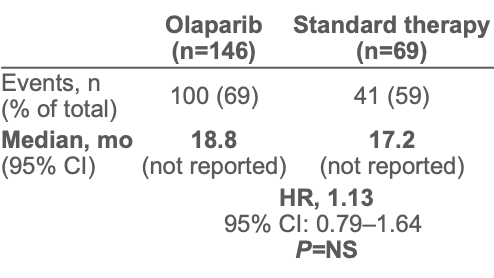 Olaparib Standard therapy
(n=146) (n=69)
Events, n
(% of total) 100 (69) 41 (59)
Median, mo 18.8 17.2
(95% CI) (not reported) (not reported)
HR, 1.13
95% CI: 0.79–1.64
P=NS